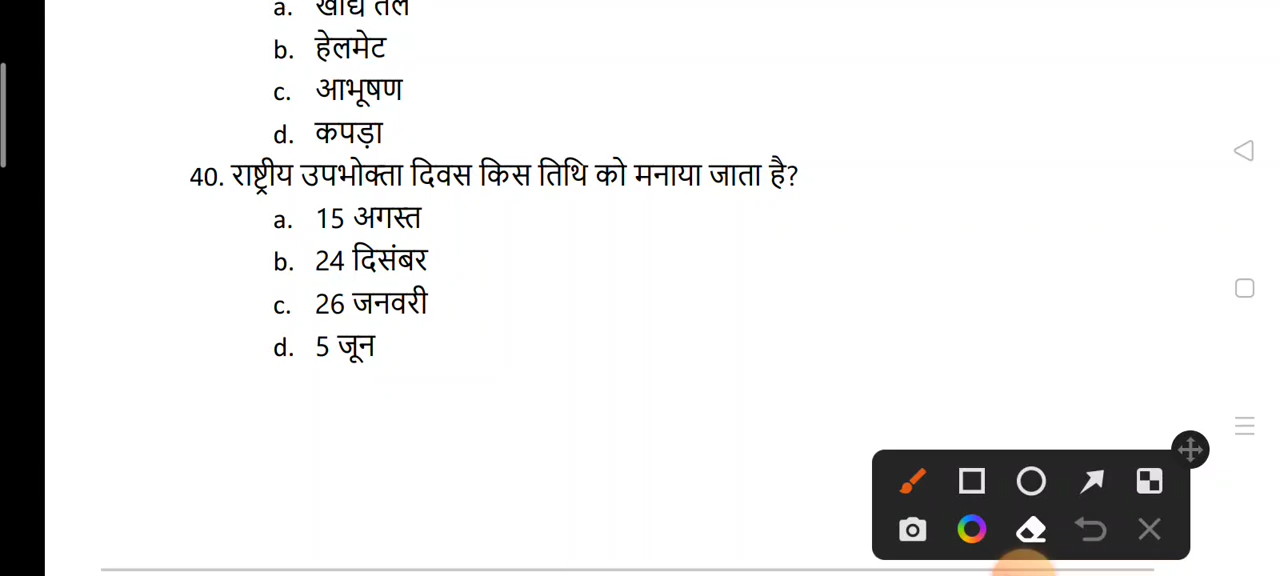 a. खाद्य तेल
b. हेलमेट
c. आभूषण
d. कपड़ा
40. राष्ट्रीय उपभोक्ता दिवस किस तिथि को मनाया जाता है?
a. 15 अगस्त
b. 24 दिसंबर
c. 26 जनवरी
d. 5 जून